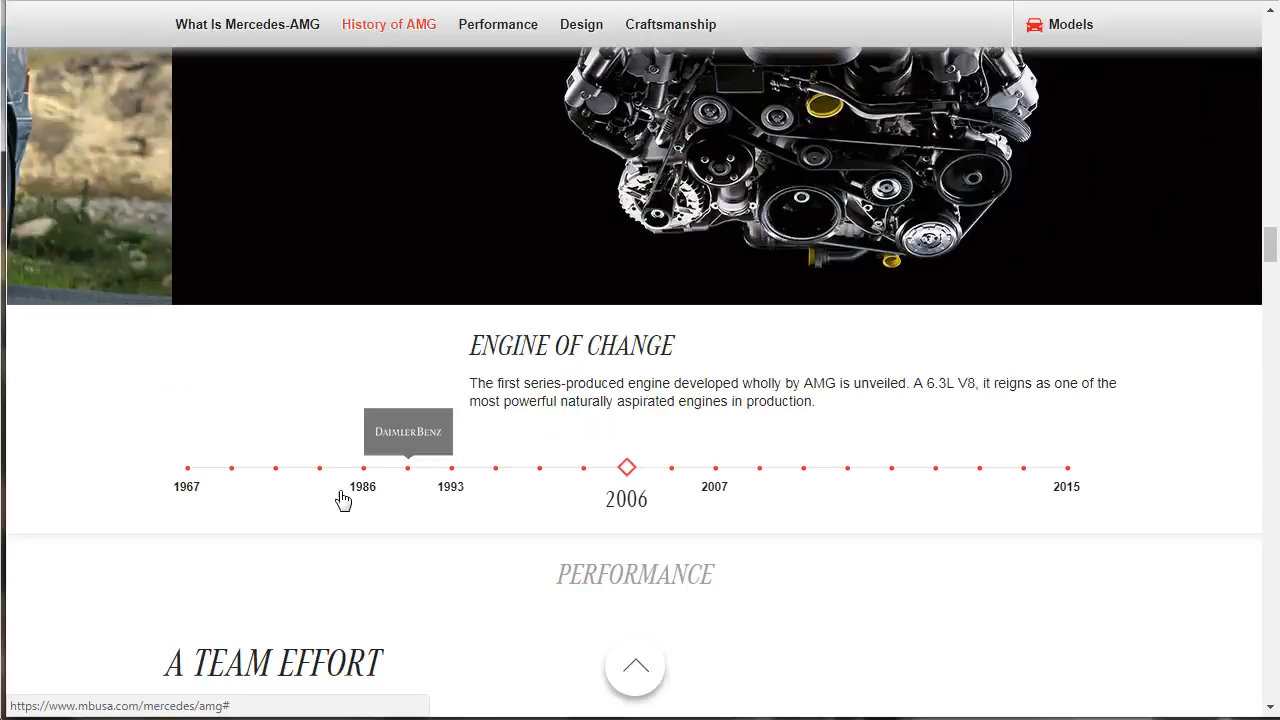 What Is Mercedes-AMG History of AMG Performance Design Craftsmanship Models
ENGINE OF CHANGE
The first series-produced engine developed wholly by AMG is unveiled. A 6.3L V8, it reigns as one of the
most powerful naturally aspirated engines in production.
DAIMLERBENZ
1967 1986 1993 2006 2007 2015
PERFORMANCE
A TEAM EFFORT
https://www.mbusa.com/mercedes/amg#